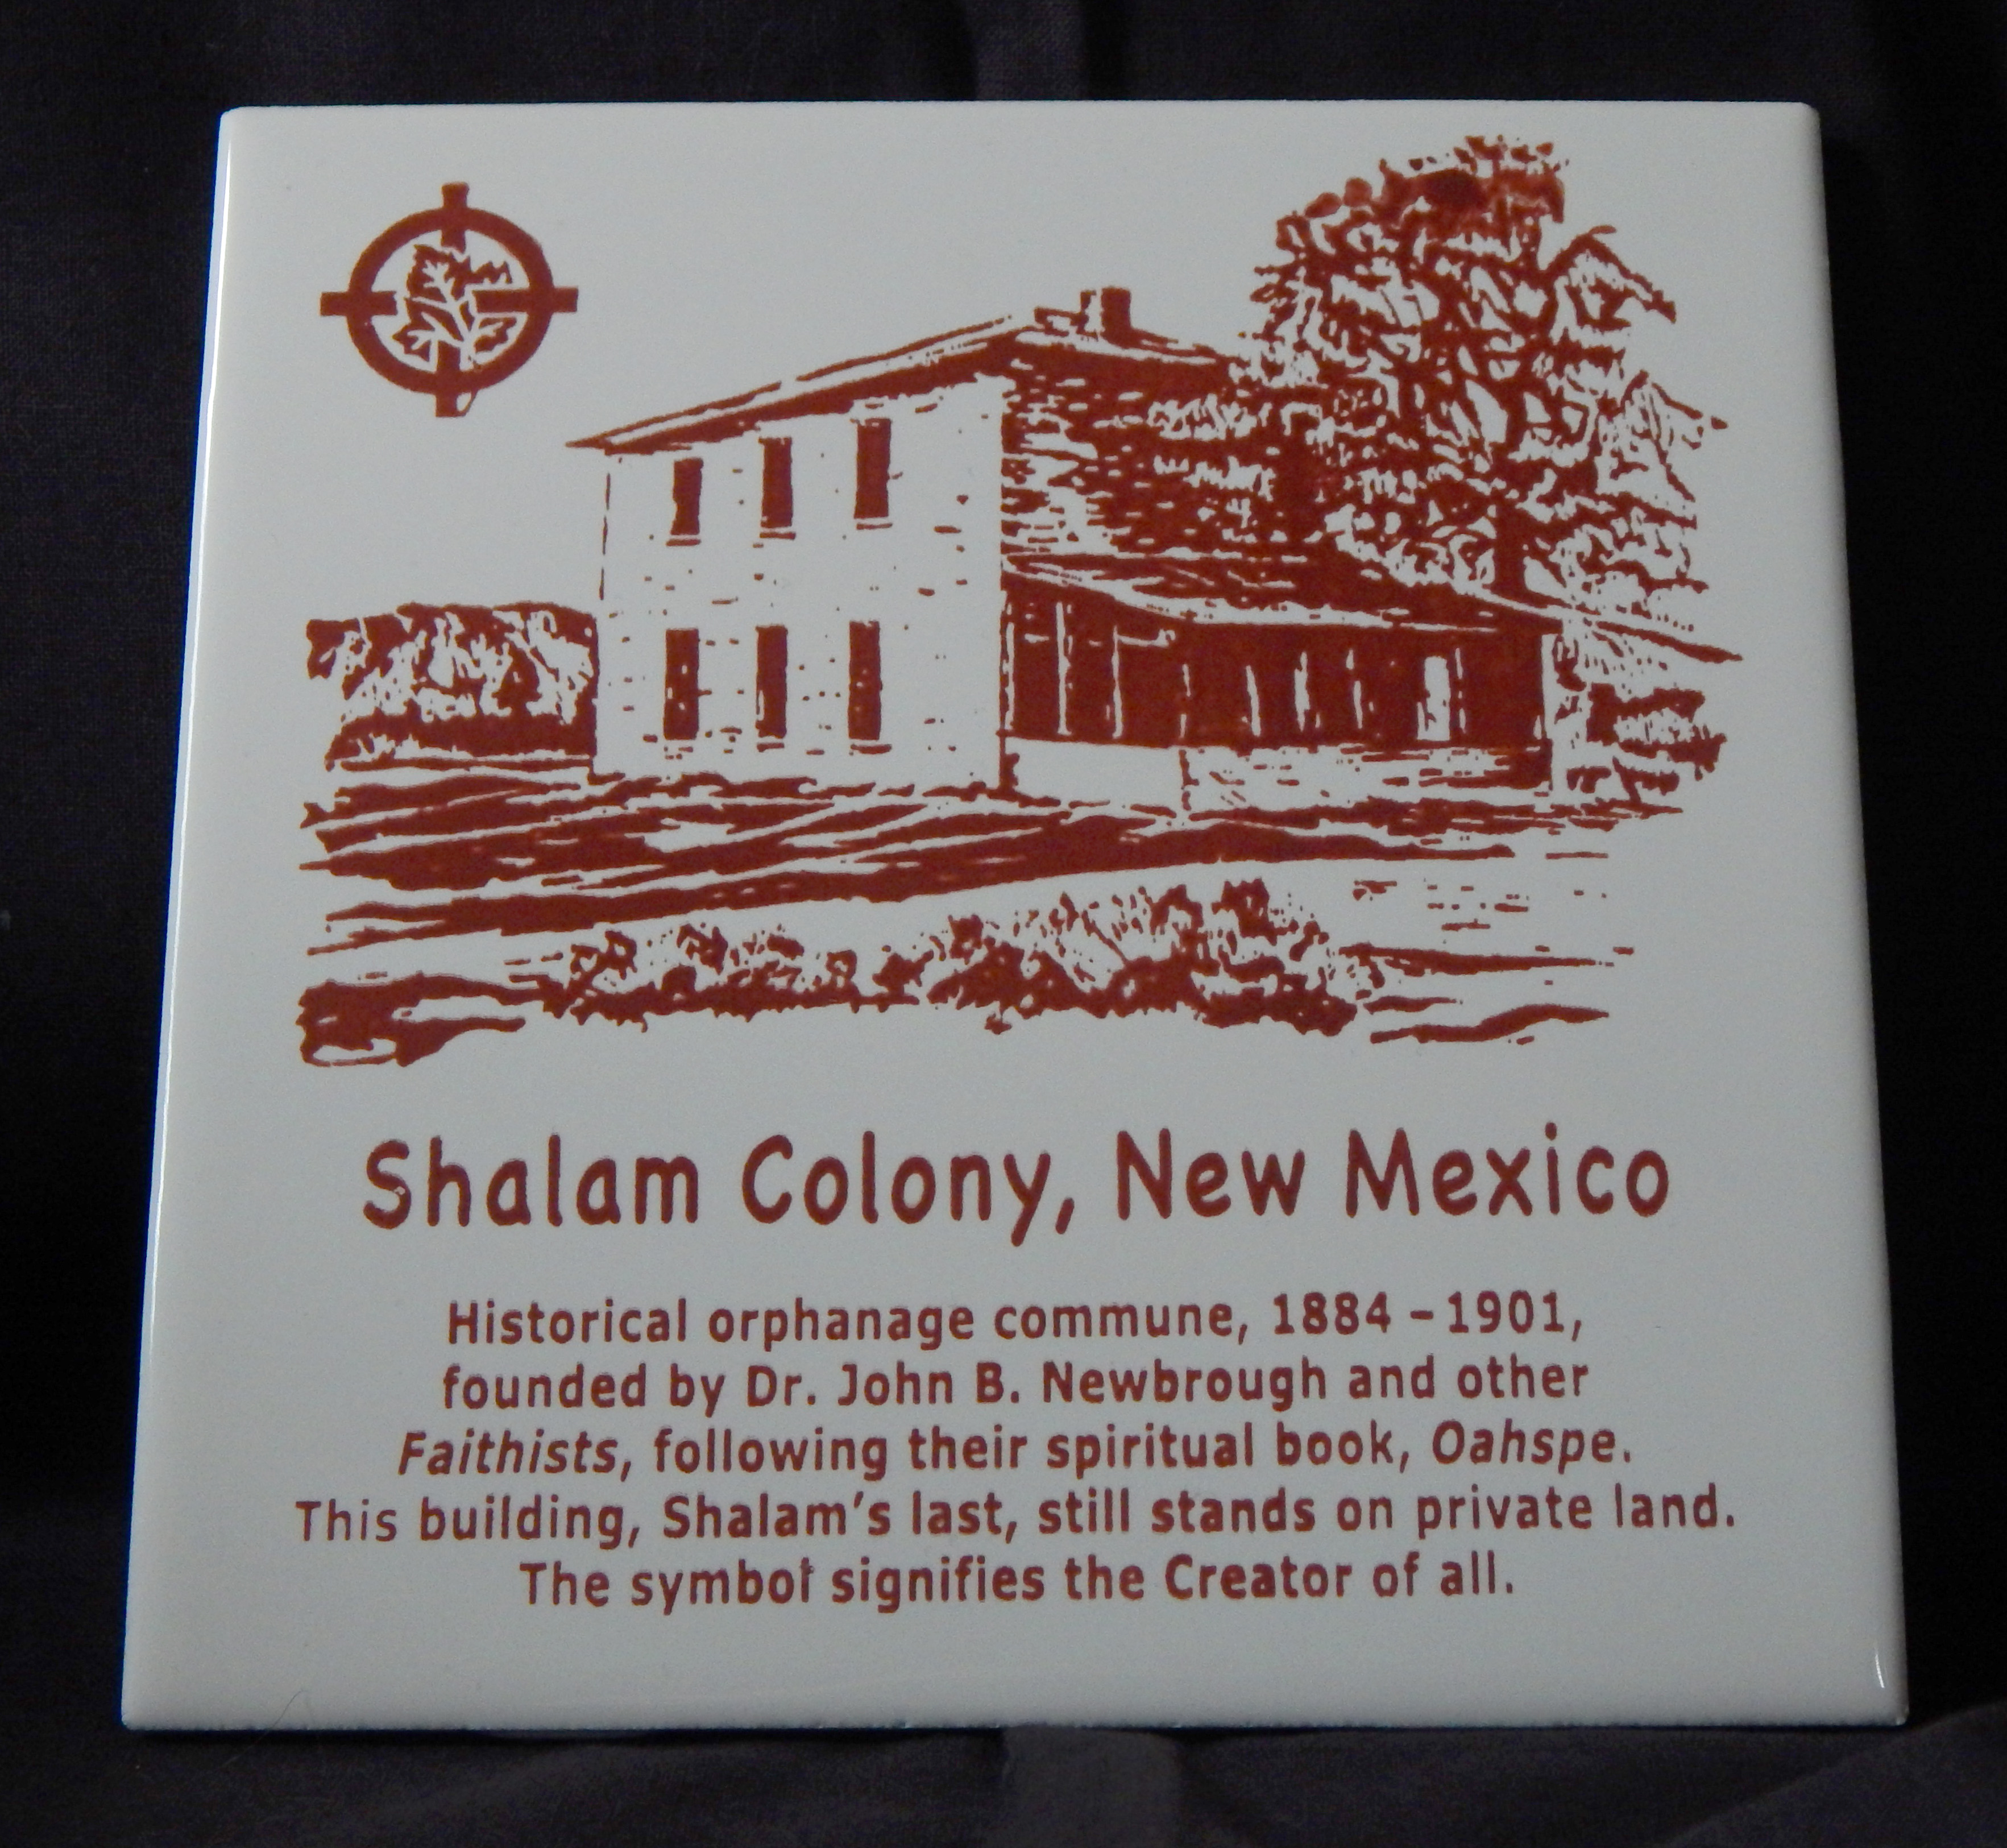 Shalam Colony, New Mexico
Historical orphanage commune, 1884 – 1901,
founded by Dr. John B. Newbrough and other
Faithists, following their spiritual book, Oahspe.
This building, Shalam's last, still stands on private land.
The symbol signifies the Creator of all.